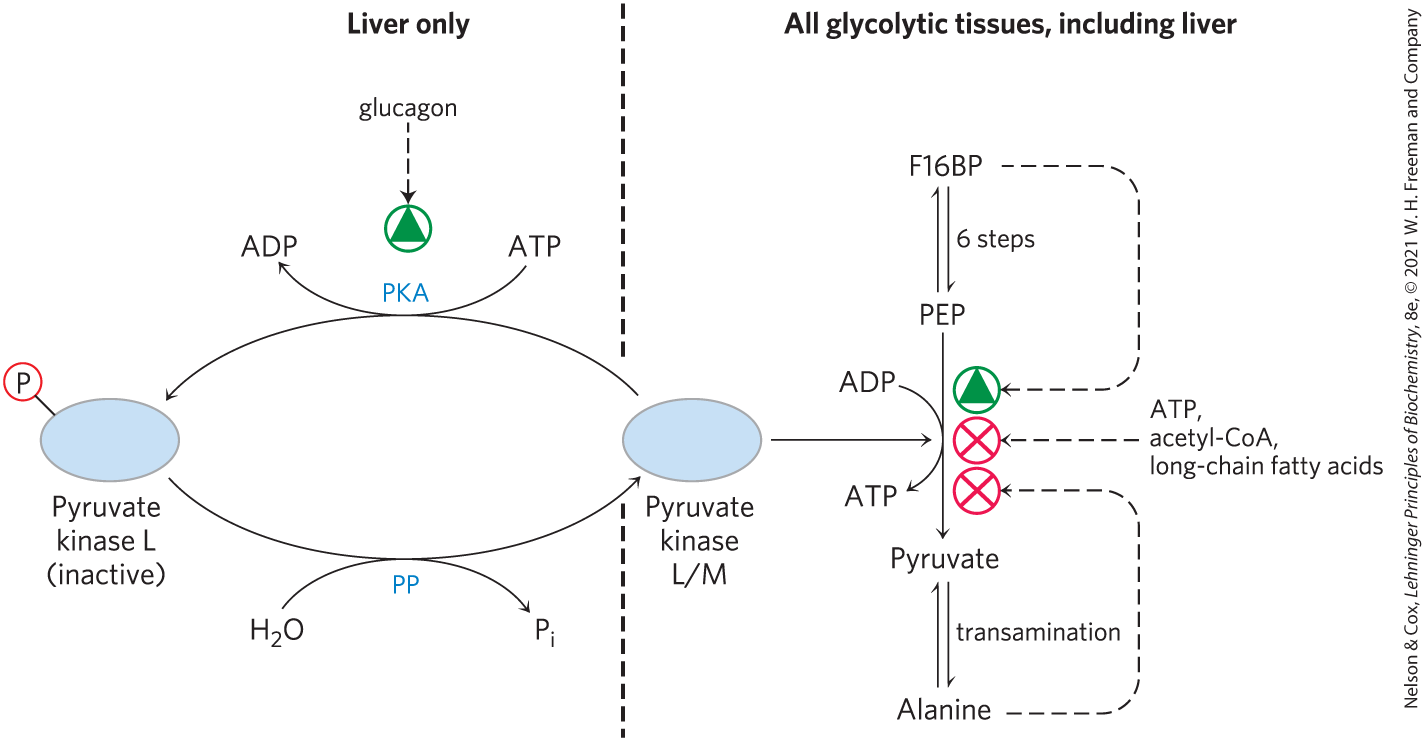 Liver only
glucagon
ADP
ATP
PKA
P
Pyruvate
kinase L
(inactive)
PP
H₂O
Pᵢ
Pyruvate
kinase
L/M
All glycolytic tissues, including liver
F16BP
6 steps
PEP
ADP
ATP
ATP,
acetyl-CoA,
long-chain fatty acids
Pyruvate
transamination
Alanine
Nelson & Cox, Lehninger Principles of Biochemistry, 8e, © 2021 W. H. Freeman and Company